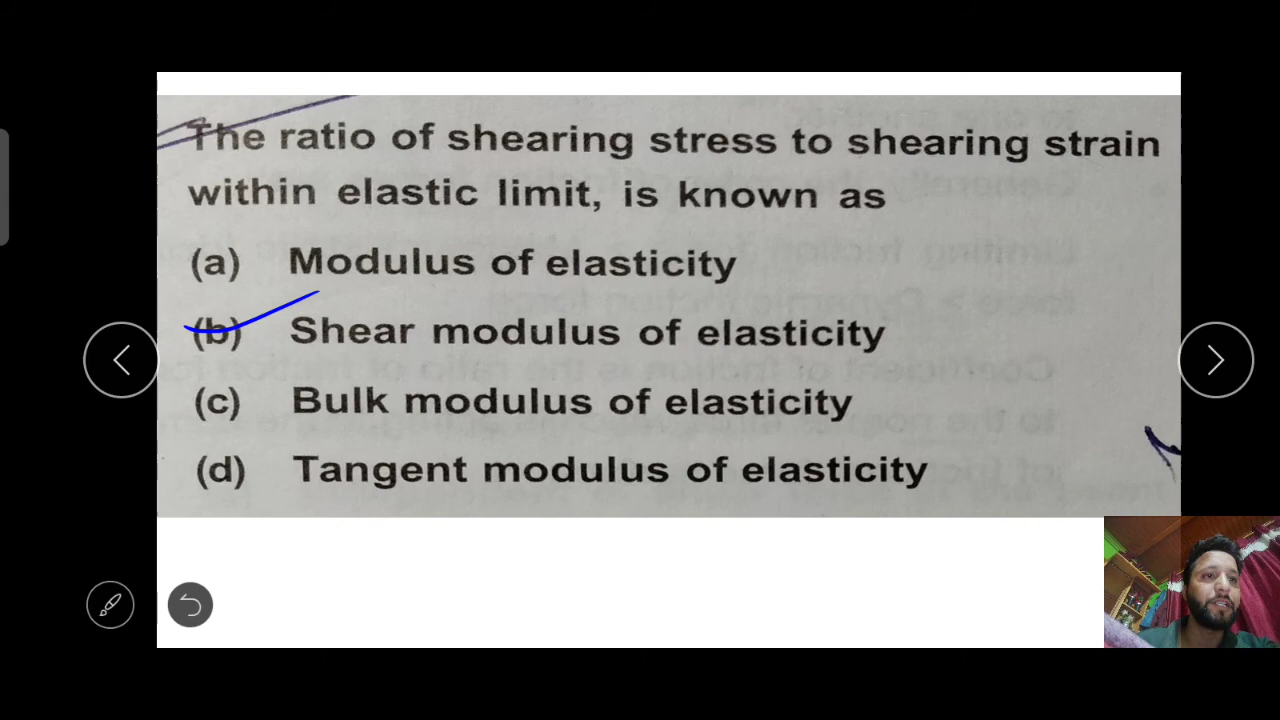 The ratio of shearing stress to shearing strain
within elastic limit, is known as
(a) Modulus of elasticity
(b) Shear modulus of elasticity
(c) Bulk modulus of elasticity
(d) Tangent modulus of elasticity